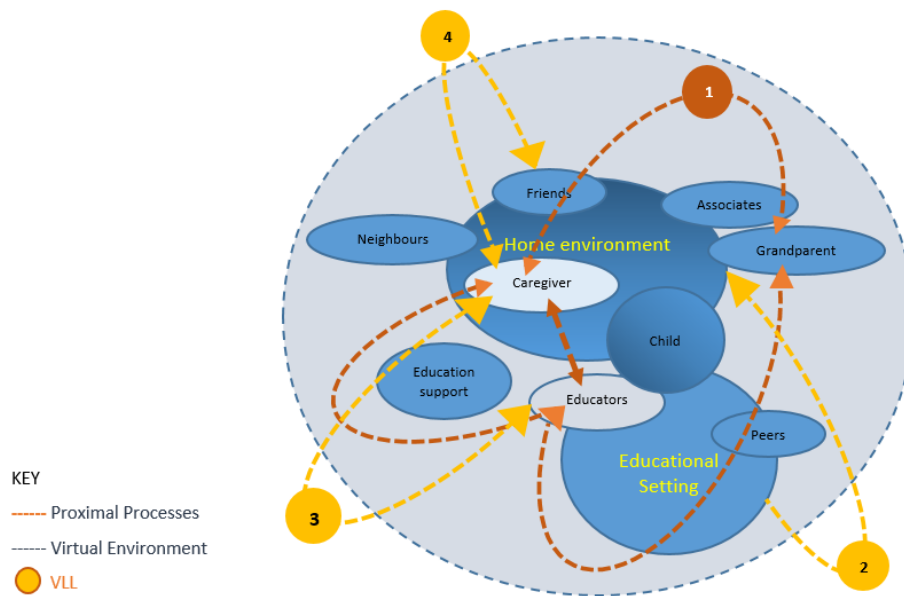 4
1
Friends
Associates
Neighbours
Home environment
Grandparent
Caregiver
Child
Education
support
Educators
Peers
Educational
Setting
KEY
Proximal Processes
3
Virtual Environment
2
VLL